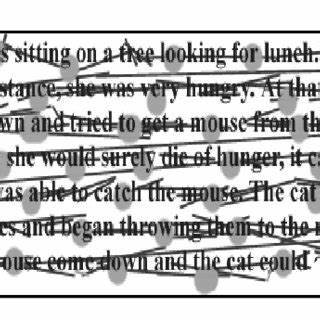 s sitting on a tree looking for lunch.
stance, she was very hungry. At tha
wn and tried to get a mouse from th
she would surely die of hunger, it c
as able to catch the mouse. The cat
es and began throwing them to the
ouse come down and the cat could